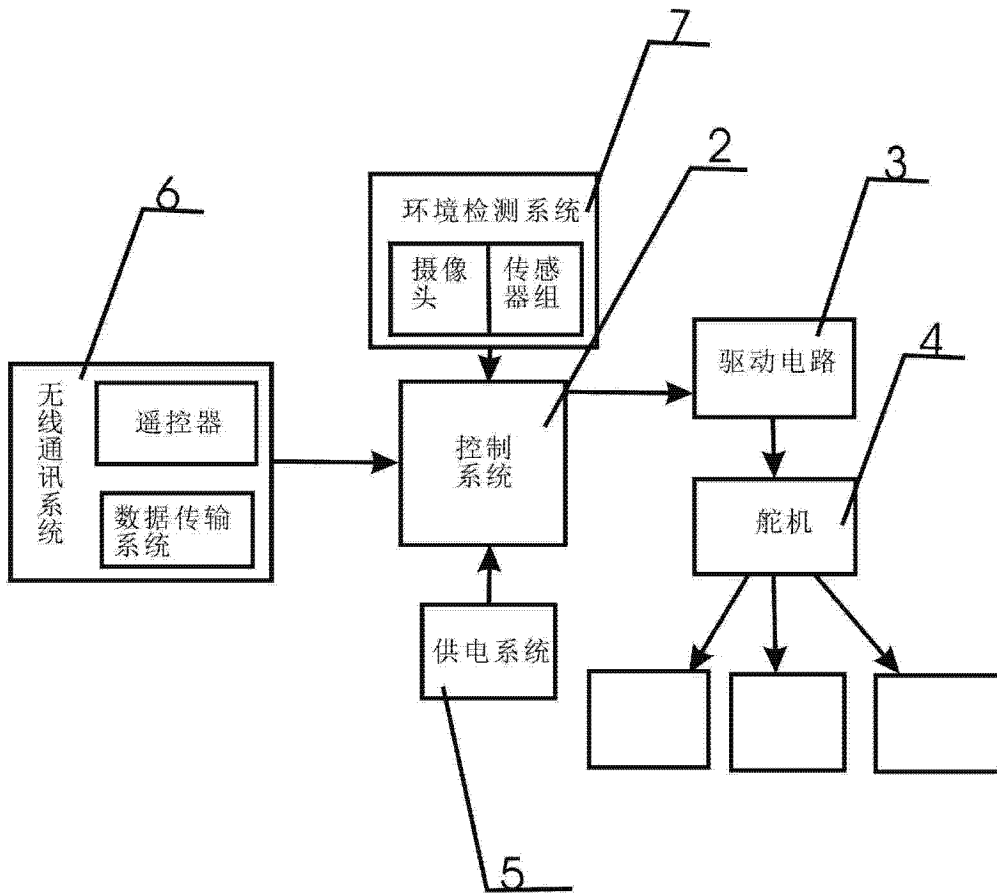 7
2
3
6
环境检测系统
摄像
头
传感
器组
4
驱动电路
无线通讯系统
遥控器
控制
系统
数据传输
系统
舵机
供电系统
5